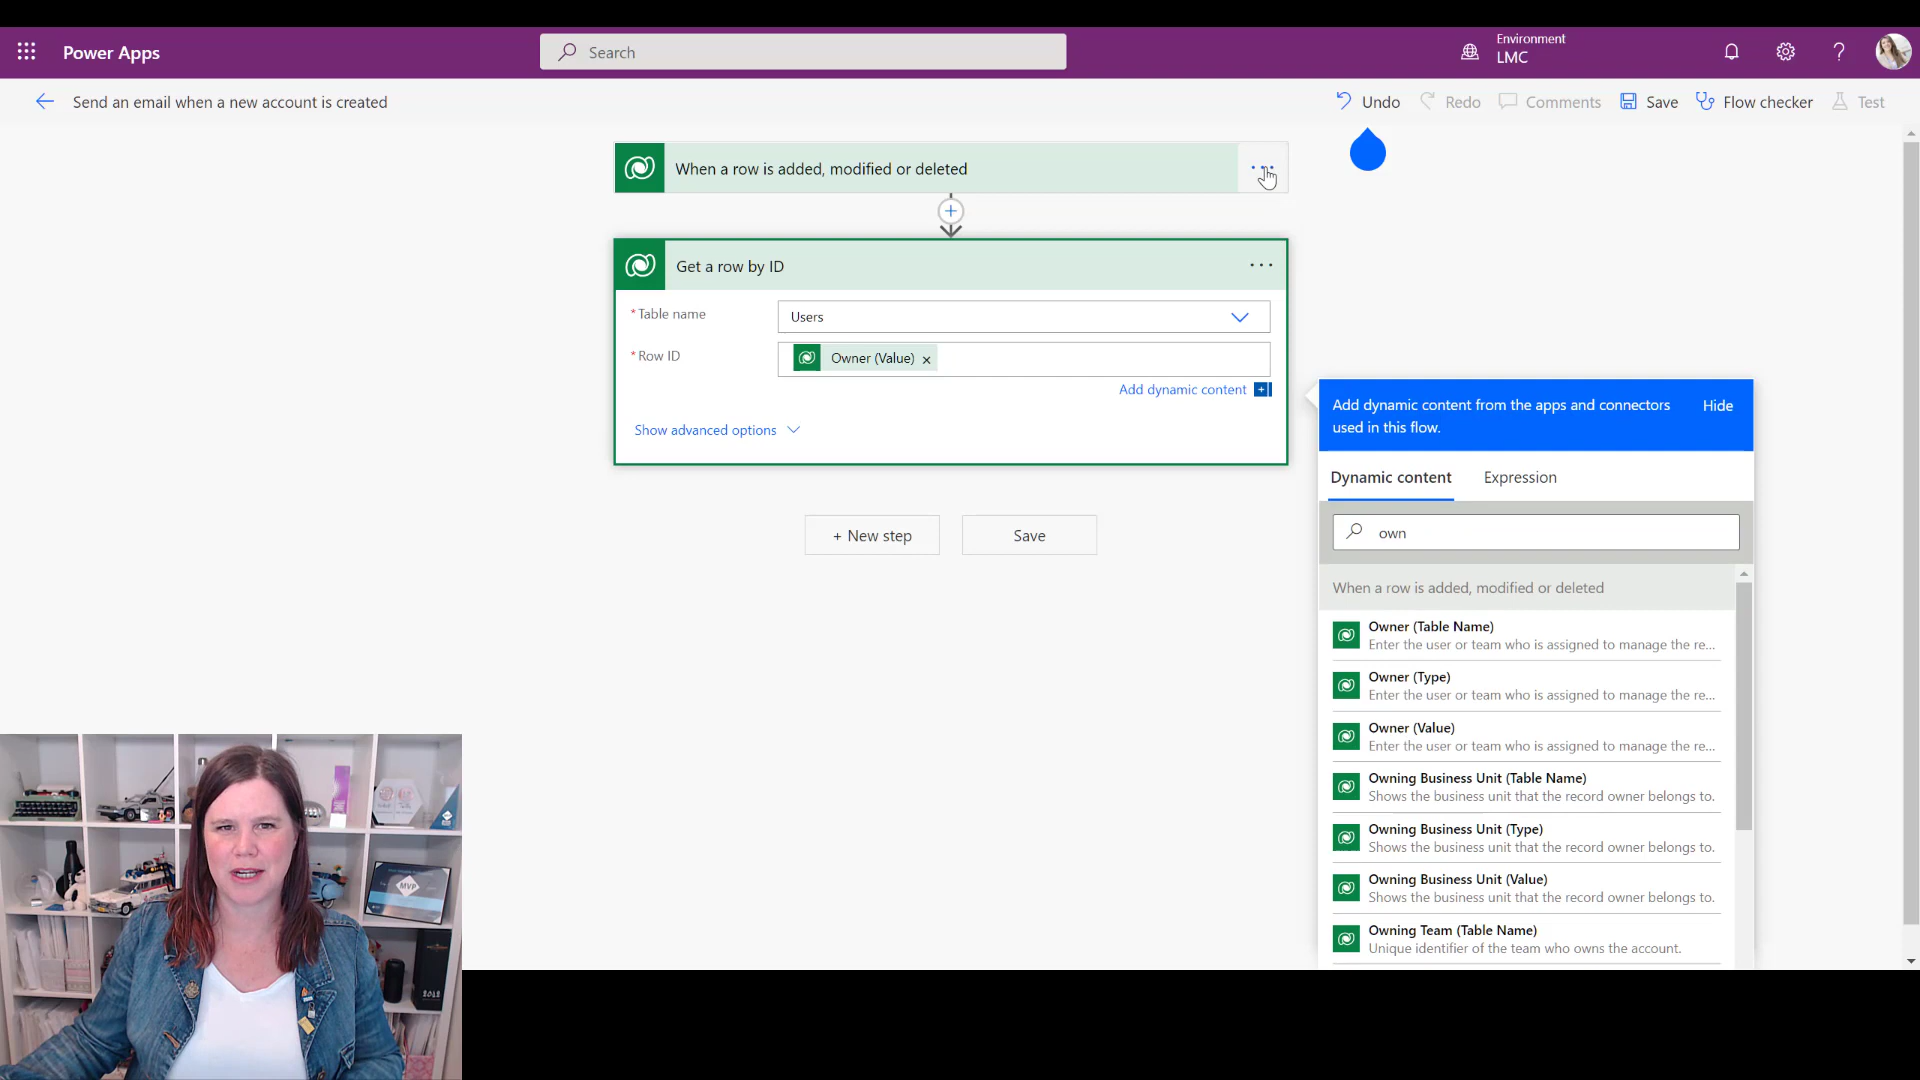 Power Apps
Search
Environment
LMC
?
Send an email when a new account is created
Undo
Redo
Comments
Save
Flow checker
Test
When a row is added, modified or deleted
Get a row by ID
* Table name
Users
* Row ID
Owner (Value) ×
Add dynamic content
Show advanced options
+ New step
Save
Add dynamic content from the apps and connectors
used in this flow.
Hide
Dynamic content
Expression
own
When a row is added, modified or deleted
Owner (Table Name)
Enter the user or team who is assigned to manage the re...
Owner (Type)
Enter the user or team who is assigned to manage the re...
Owner (Value)
Enter the user or team who is assigned to manage the re...
Owning Business Unit (Table Name)
Shows the business unit that the record owner belongs to.
Owning Business Unit (Type)
Shows the business unit that the record owner belongs to.
Owning Business Unit (Value)
Shows the business unit that the record owner belongs to.
Owning Team (Table Name)
Unique identifier of the team who owns the account.
MVP